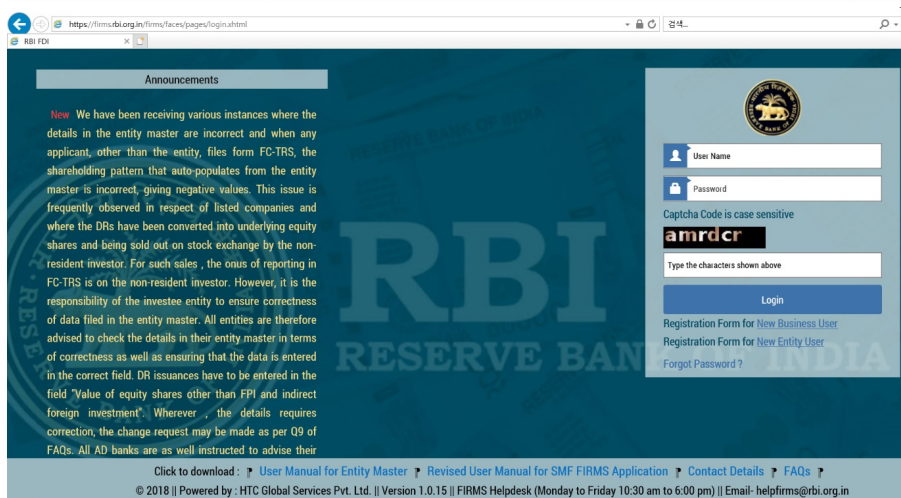 https://firms.rbi.org.in/firms/faces/pages/login.xhtml
검색...
RBI FDI
Announcements
New We have been receiving various instances where the
details in the entity master are incorrect and when any
applicant, other than the entity, files form FC-TRS, the
shareholding pattern that auto-populates from the entity
master is incorrect, giving negative values. This issue is
frequently observed in respect of listed companies and
where the DRs have been converted into underlying equity
shares and being sold out on stock exchange by the non-
resident investor. For such sales , the onus of reporting in
FC-TRS is on the non-resident investor. However, it is the
responsibility of the investee entity to ensure correctness
of data filed in the entity master. All entities are therefore
advised to check the details in their entity master in terms
of correctness as well as ensuring that the data is entered
in the correct field. DR issuances have to be entered in the
field "Value of equity shares other than FPI and indirect
foreign investment". Wherever , the details requires
correction, the change request may be made as per Q9 of
FAQs. All AD banks are as well instructed to advise their
RESERVE BANK OF INDIA
RBI
RESERVE BANK OF INDIA
User Name
Password
Captcha Code is case sensitive
amrdcr
Type the characters shown above
Login
Registration Form for New Business User
Registration Form for New Entity User
Forgot Password ?
Click to download : User Manual for Entity Master Revised User Manual for SMF FIRMS Application Contact Details FAQs
© 2018 || Powered by : HTC Global Services Pvt. Ltd. || Version 1.0.15 || FIRMS Helpdesk (Monday to Friday 10:30 am to 6:00 pm) || Email- helpfirms@rbi.org.in